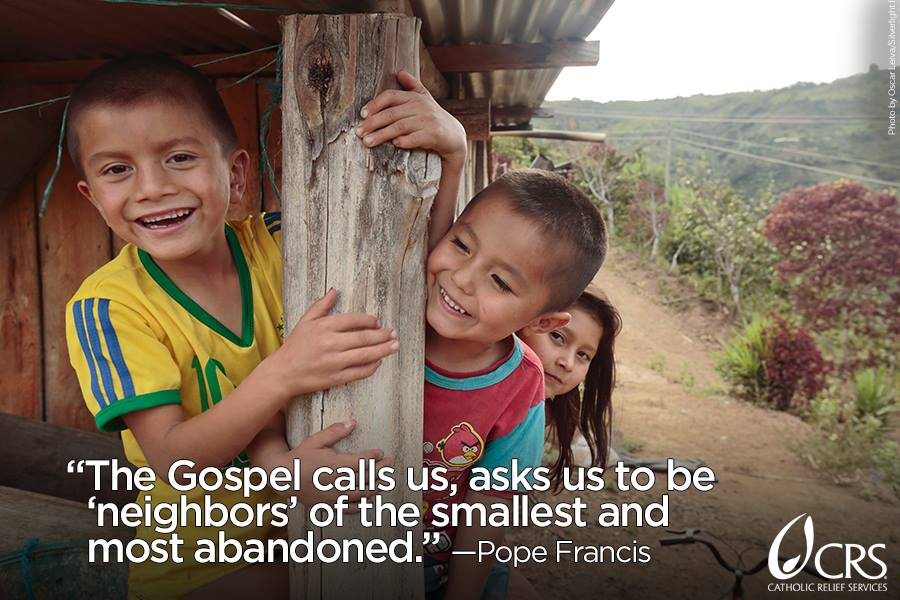 Photo by Oscar Leiva/Silverlight
10
“The Gospel calls us, asks us to be
‘neighbors’ of the smallest and
most abandoned.” —Pope Francis
CRS
CATHOLIC RELIEF SERVICES